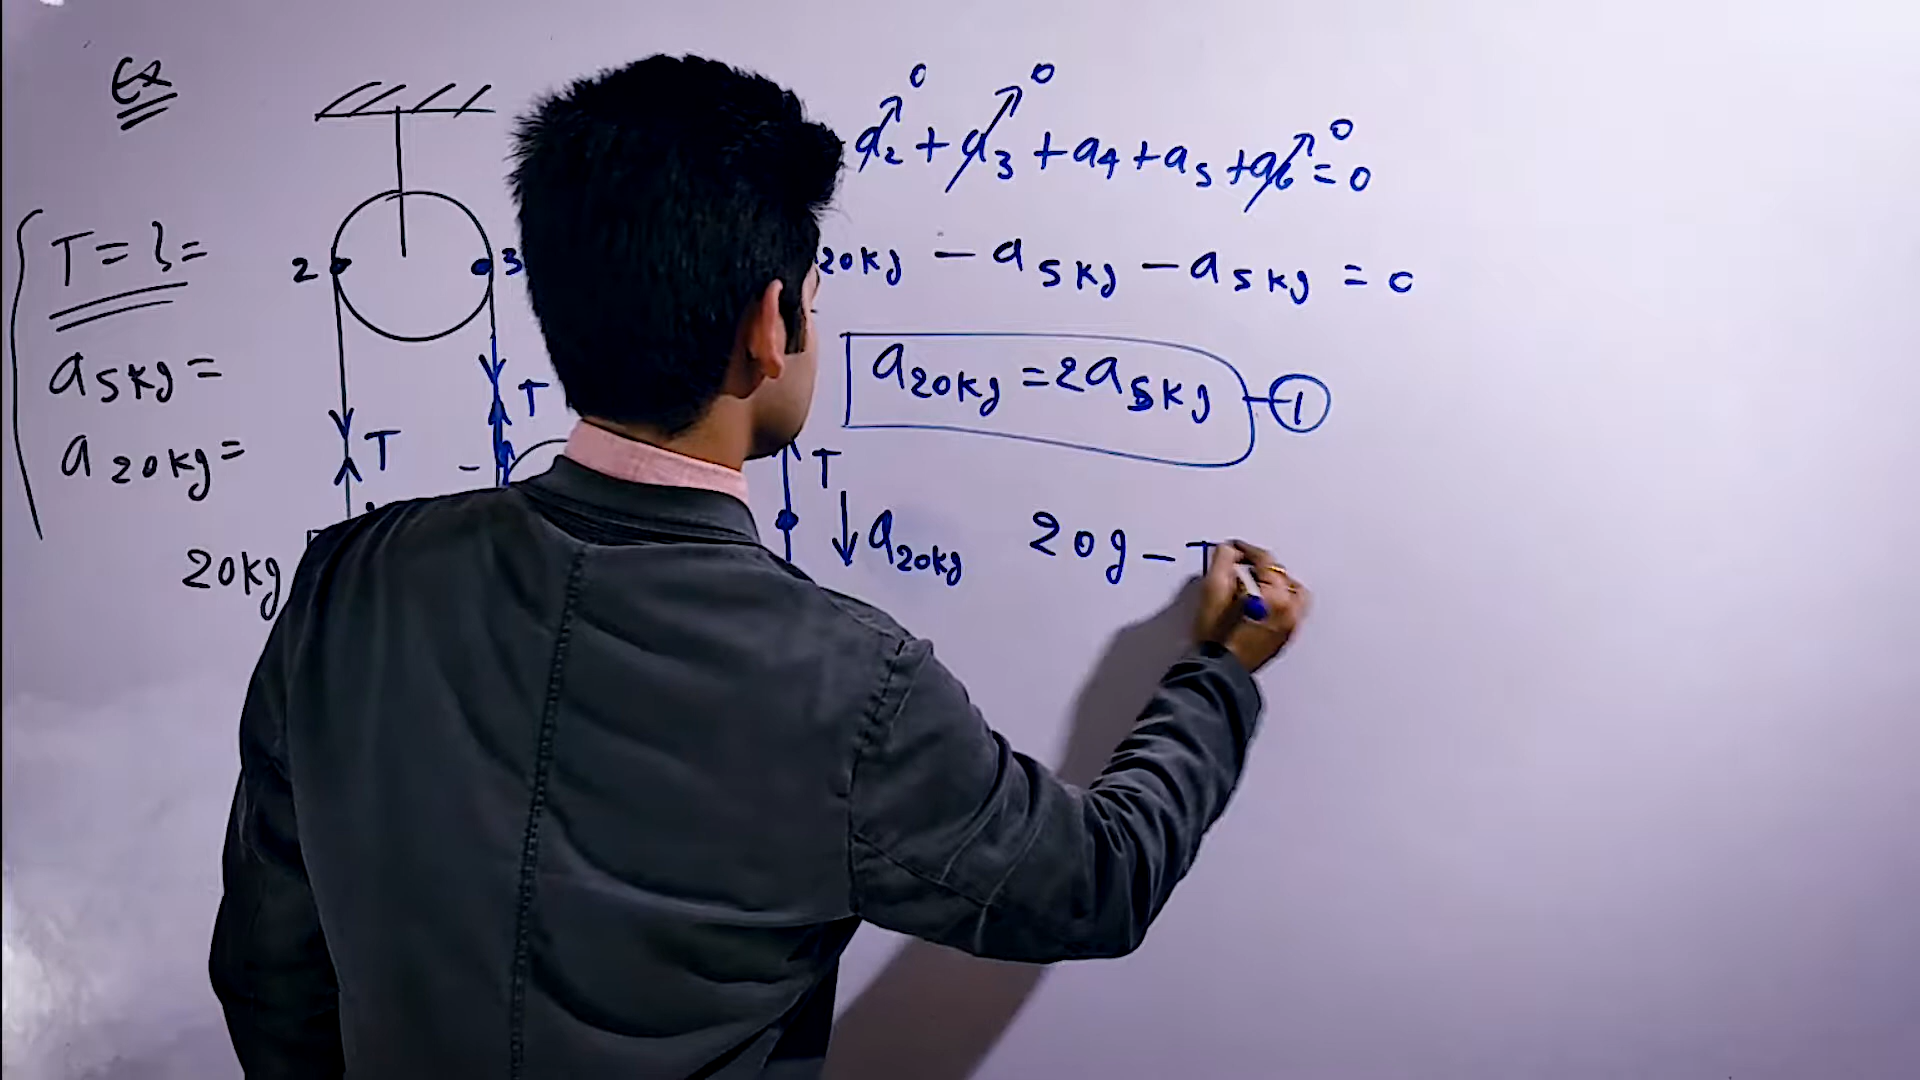 Ex
T = ? =
a5kg =
a20kg =
2
3
T
T
20kg
T
a20kg
a2 + a3 + a4 + a5 + a6 = 0
0
0
0
20kg - a5kg - a5kg = 0
a20kg = 2a5kg - 1
20g - T